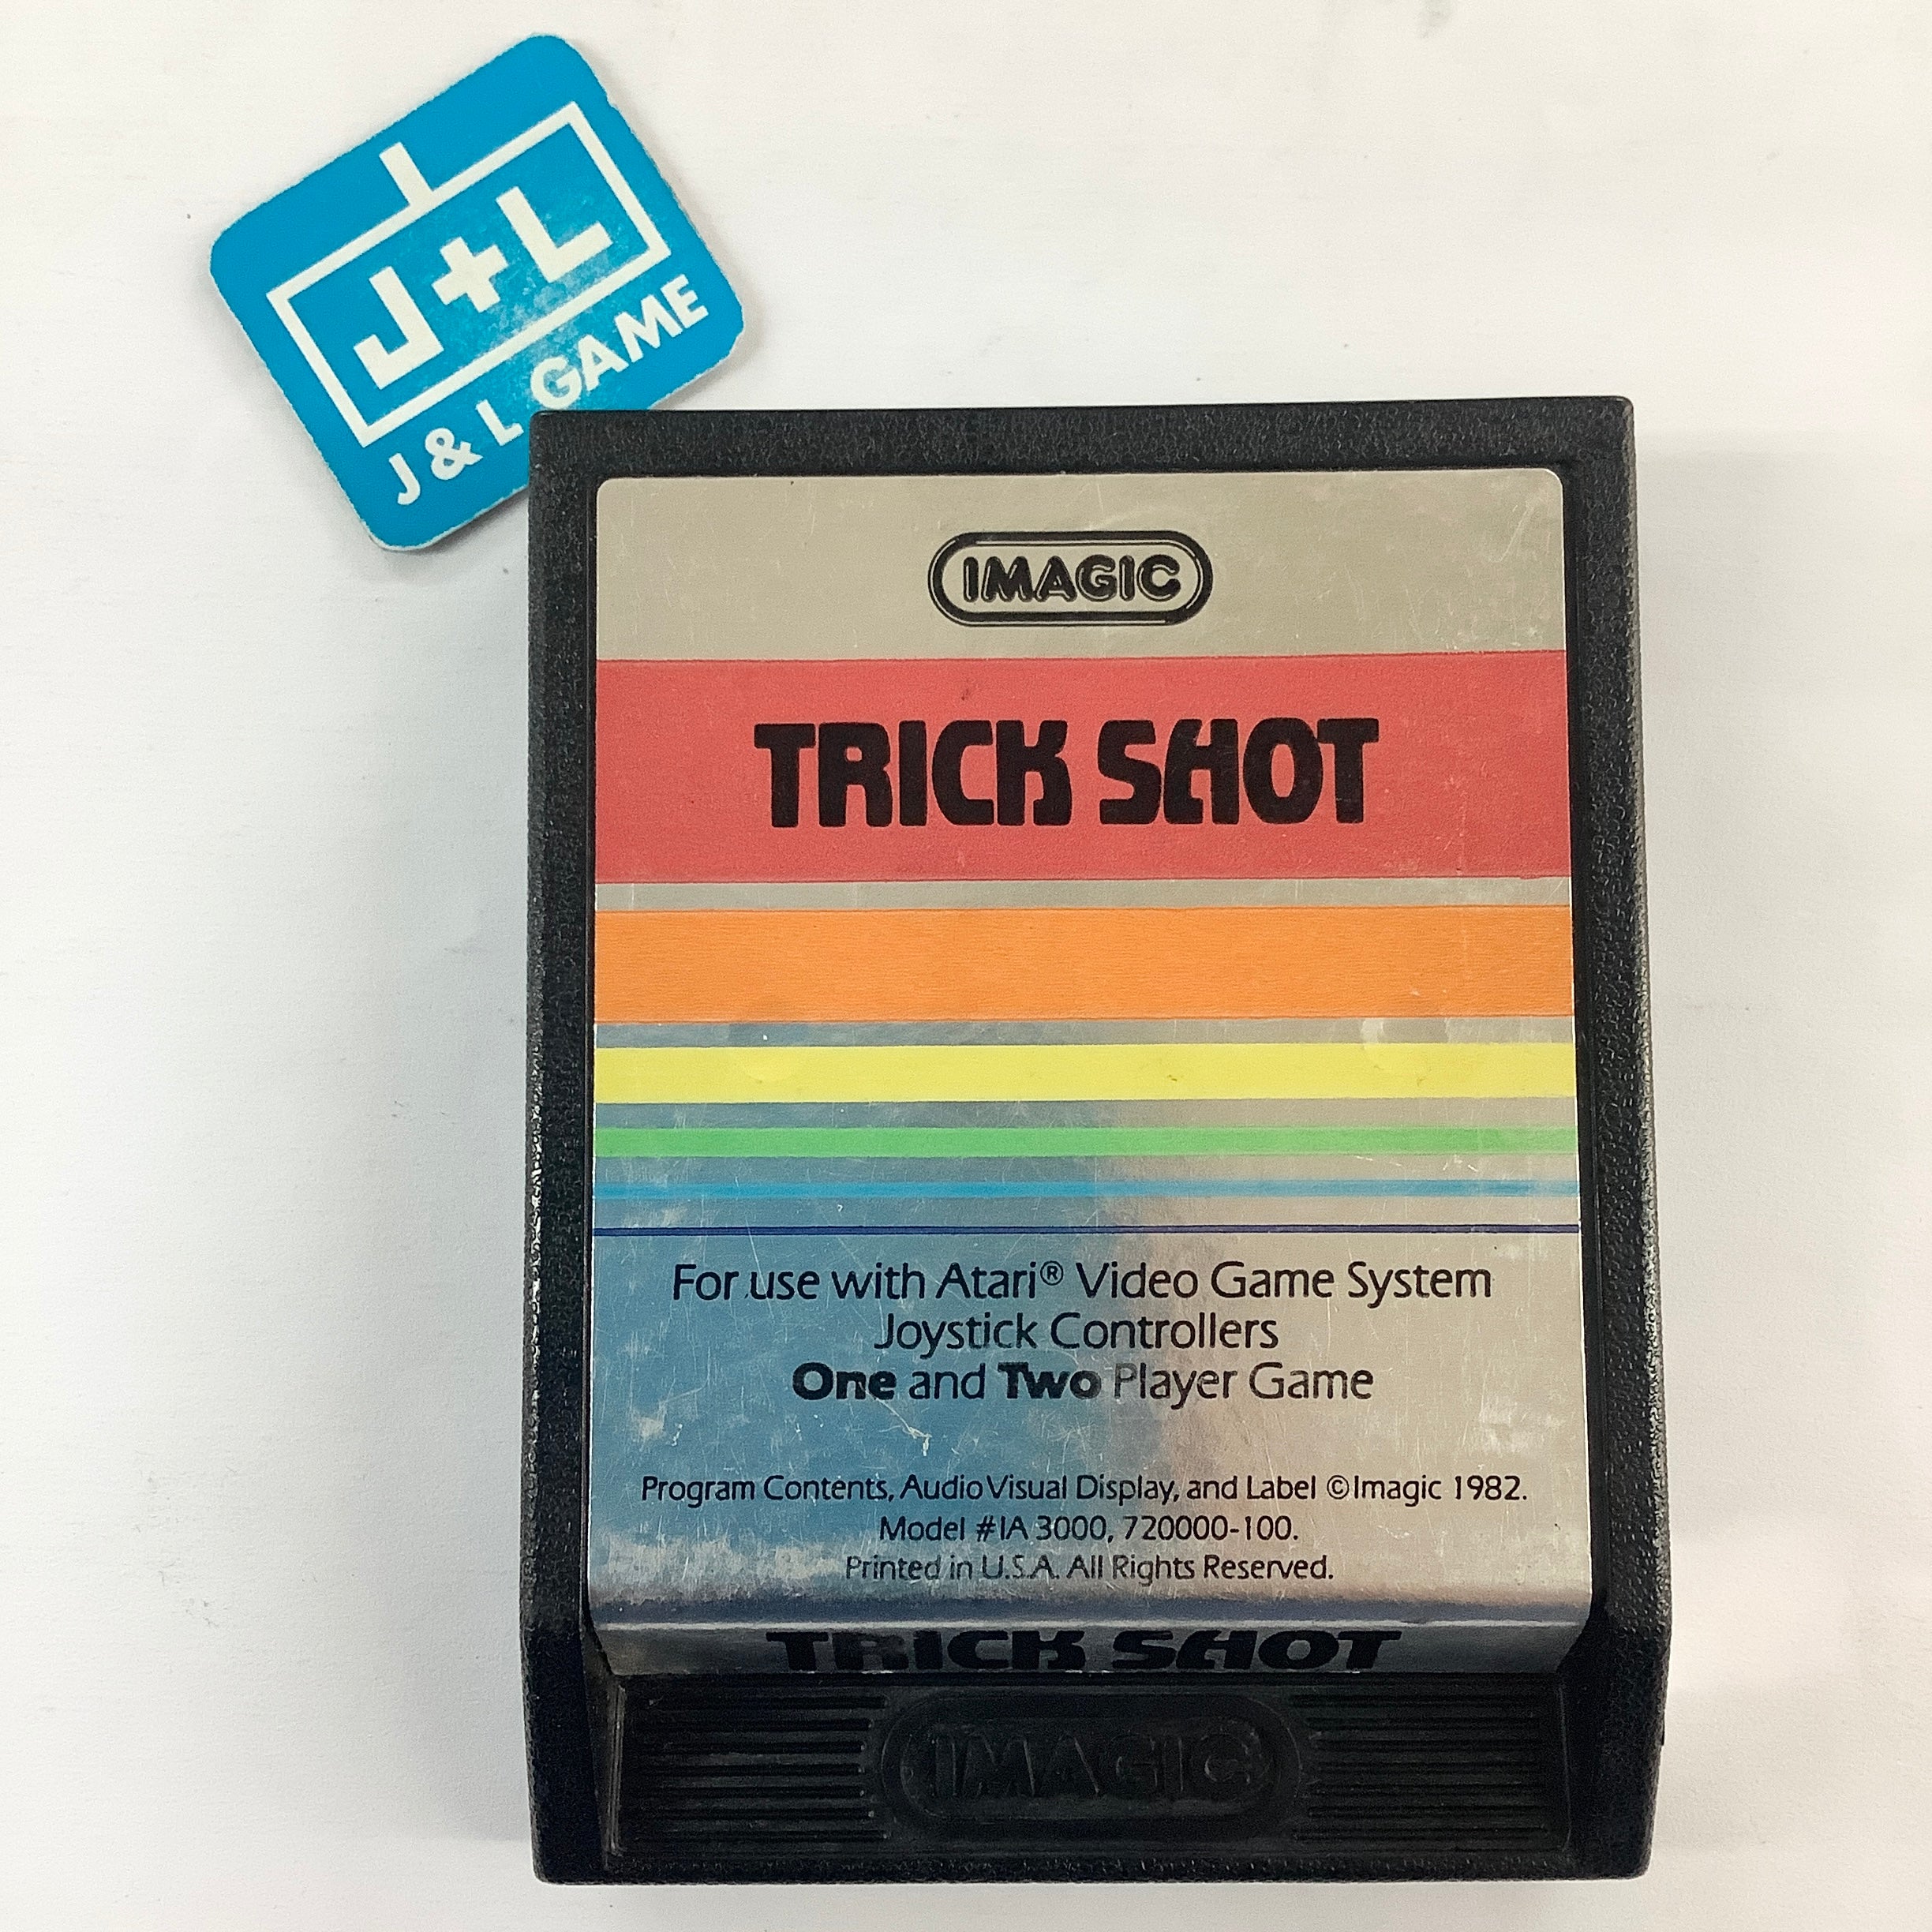 J+L
J & L GAME
IMAGIC
TRICK SHOT
For use with Atari® Video Game System
Joystick Controllers
One and Two Player Game
Program Contents, Audio Visual Display, and Label ©Imagic 1982.
Model #IA 3000, 720000-100.
Printed in U.S.A. All Rights Reserved.
TRICK SHOT
IMAGIC